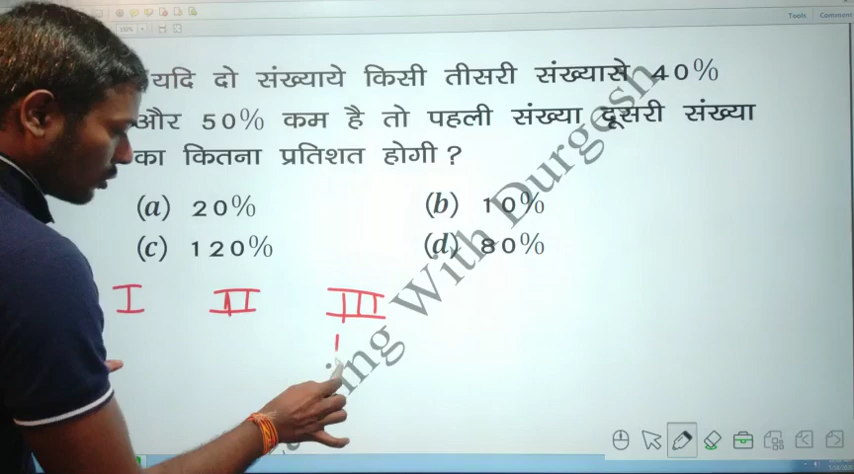 Tools Comment
यदि दो संख्याये किसी तीसरी संख्यासे 40%
और 50% कम है तो पहली संख्या दूसरी संख्या
का कितना प्रतिशत होगी ?
(a) 20% (b) 10%
(c) 120% (d) 80%
I II III
1
With Durgesh